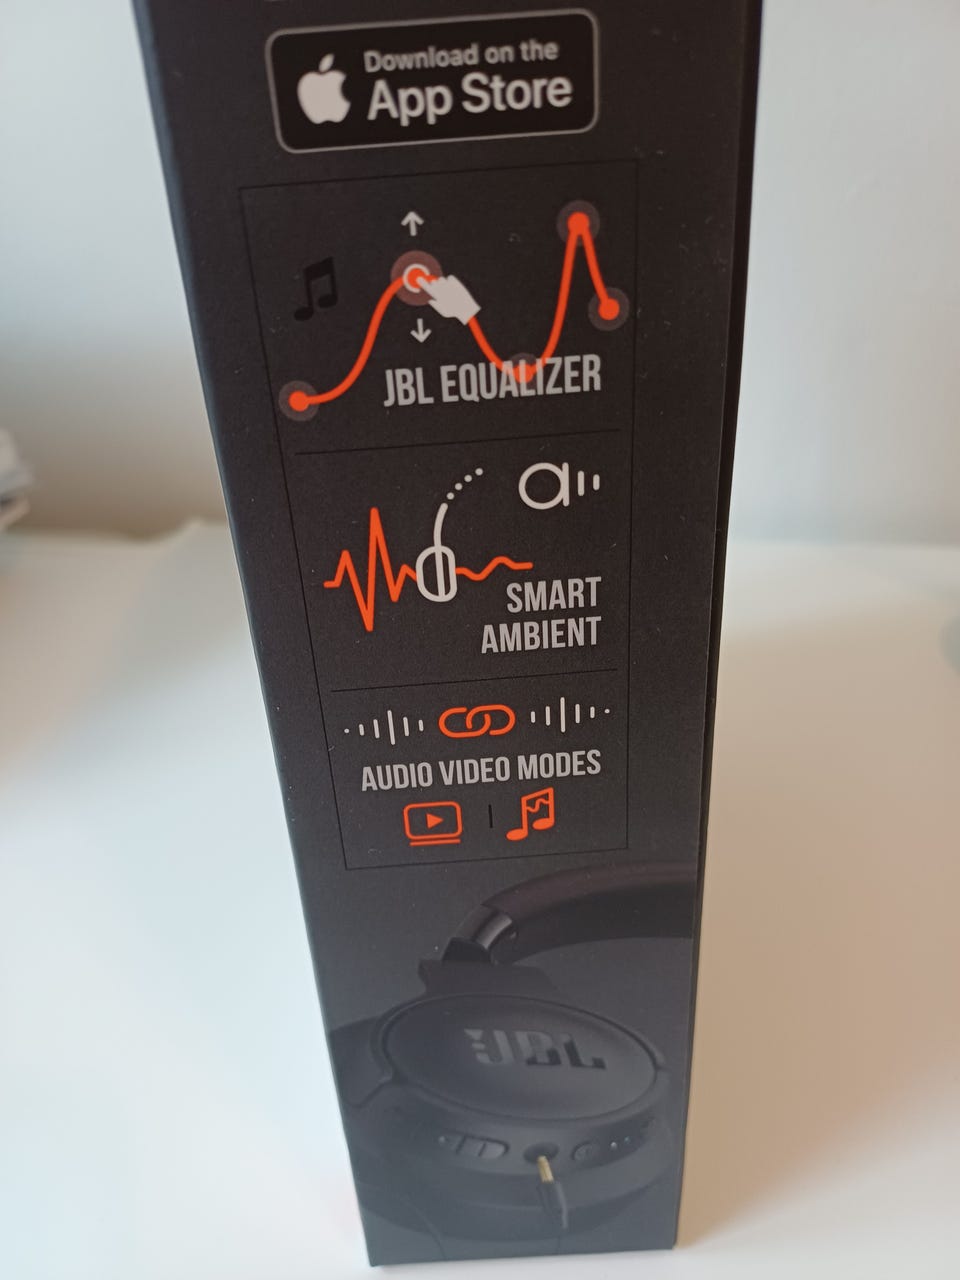 Download on the
App Store
JBL EQUALIZER
SMART
AMBIENT
AUDIO VIDEO MODES
JBL